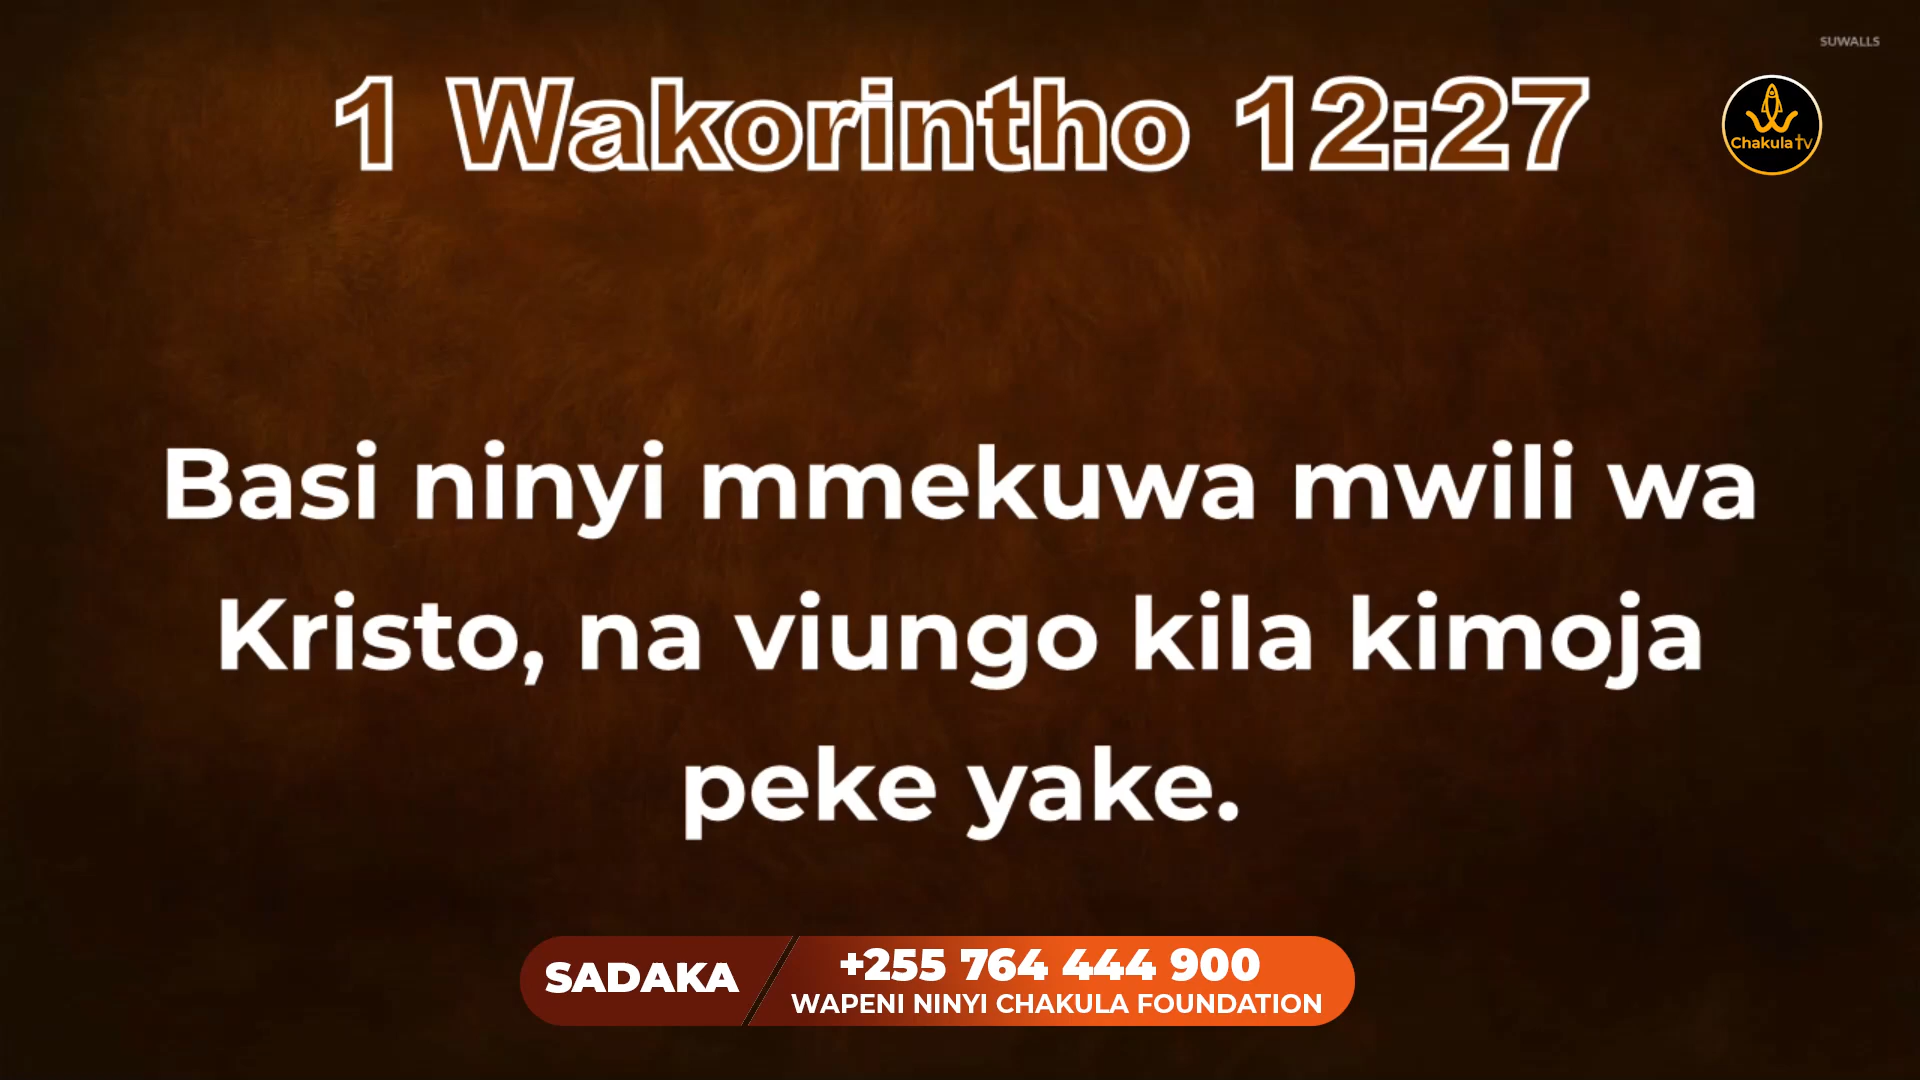 SUWALLS
1 Wakorintho 12:27
Chakula tv
Basi ninyi mmekuwa mwili wa
Kristo, na viungo kila kimoja
peke yake.
SADAKA
+255 764 444 900
WAPENI NINYI CHAKULA FOUNDATION